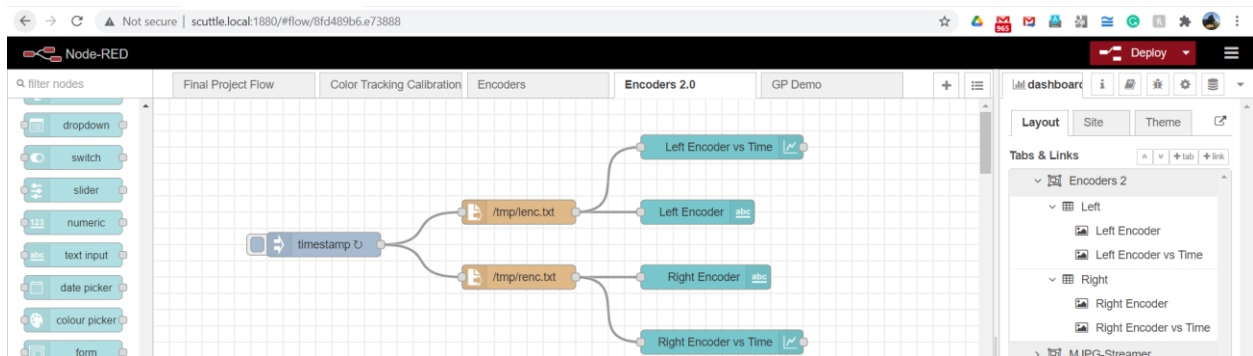 Not secure | scuttle.local:1880/#flow/8fd489b6.e73888
965
Node-RED
Deploy
filter nodes
Final Project Flow
Color Tracking Calibration
Encoders
Encoders 2.0
GP Demo
dashboard
i
dropdown
switch
slider
123 numeric
abc text input
date picker
colour picker
form
timestamp ↻
/tmp/lenc.txt
/tmp/renc.txt
Left Encoder vs Time
Left Encoder abc
Right Encoder abc
Right Encoder vs Time
Layout
Site
Theme
Tabs & Links
+ tab
+ link
Encoders 2
Left
Left Encoder
Left Encoder vs Time
Right
Right Encoder
Right Encoder vs Time
MJPG-Streamer